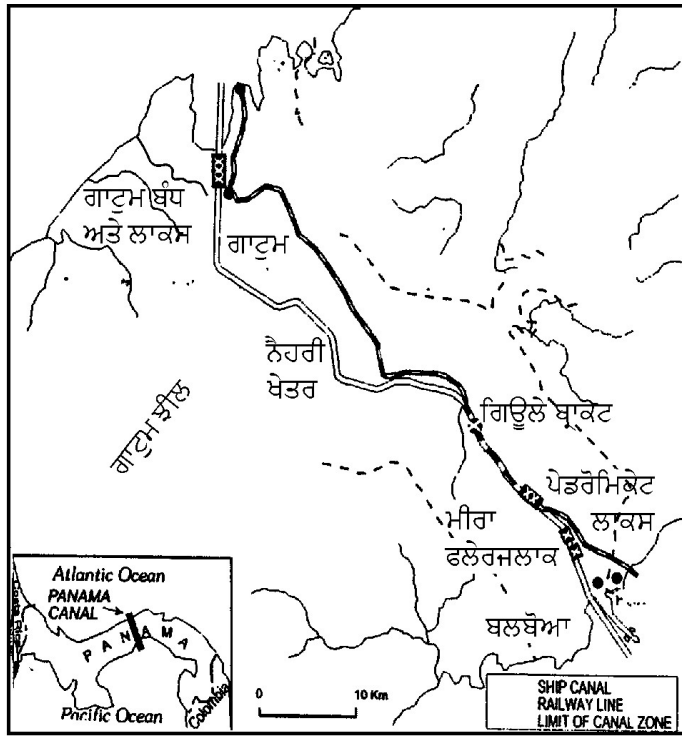 ਗਾਟੁਮ ਬੰਧ
ਅਤੇ ਲਾਕਸ
ਗਾਟੁਮ
ਨੈਹਰੀ
ਖੇਤਰ
ਗਾਟੁਮ ਝੀਲ
ਗਿਊਲੇ ਬ੍ਰਾਕੱਟ
ਪੇਡਰੋਮਿਕੇਟ
ਲਾਕਸ
ਮੀਰਾ
ਫਲੇਰਜਲਾਕ
ਬਲਬੋਆ
Atlantic Ocean
PANAMA
CANAL
PANAMA
Pacific Ocean
Colombia
0 10 Km
SHIP CANAL
RAILWAY LINE
LIMIT OF CANAL ZONE